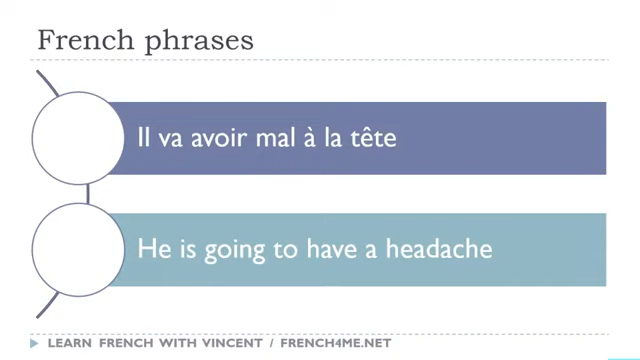 French phrases
Il va avoir mal à la tête
He is going to have a headache
LEARN FRENCH WITH VINCENT / FRENCH4ME.NET